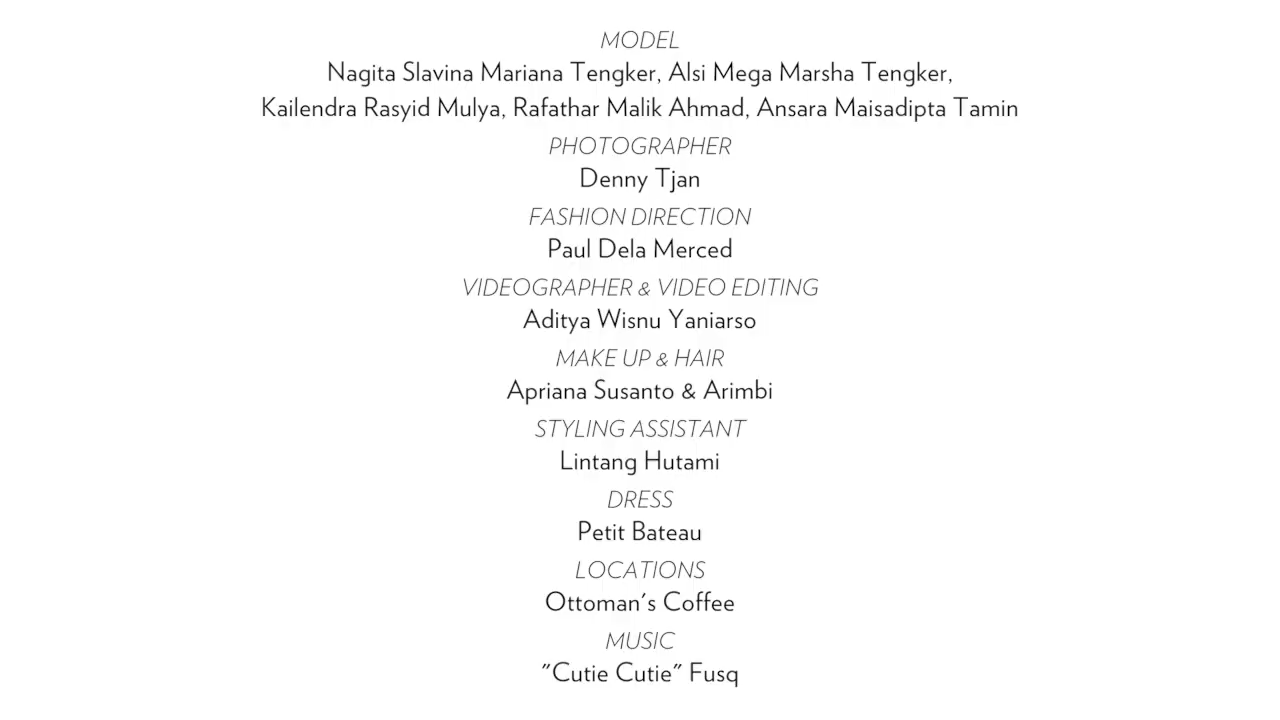 MODEL
Nagita Slavina Mariana Tengker, Alsi Mega Marsha Tengker,
Kailendra Rasyid Mulya, Rafathar Malik Ahmad, Ansara Maisadipta Tamin
PHOTOGRAPHER
Denny Tjan
FASHION DIRECTION
Paul Dela Merced
VIDEOGRAPHER & VIDEO EDITING
Aditya Wisnu Yaniarso
MAKE UP & HAIR
Apriana Susanto & Arimbi
STYLING ASSISTANT
Lintang Hutami
DRESS
Petit Bateau
LOCATIONS
Ottoman's Coffee
MUSIC
"Cutie Cutie" Fusq